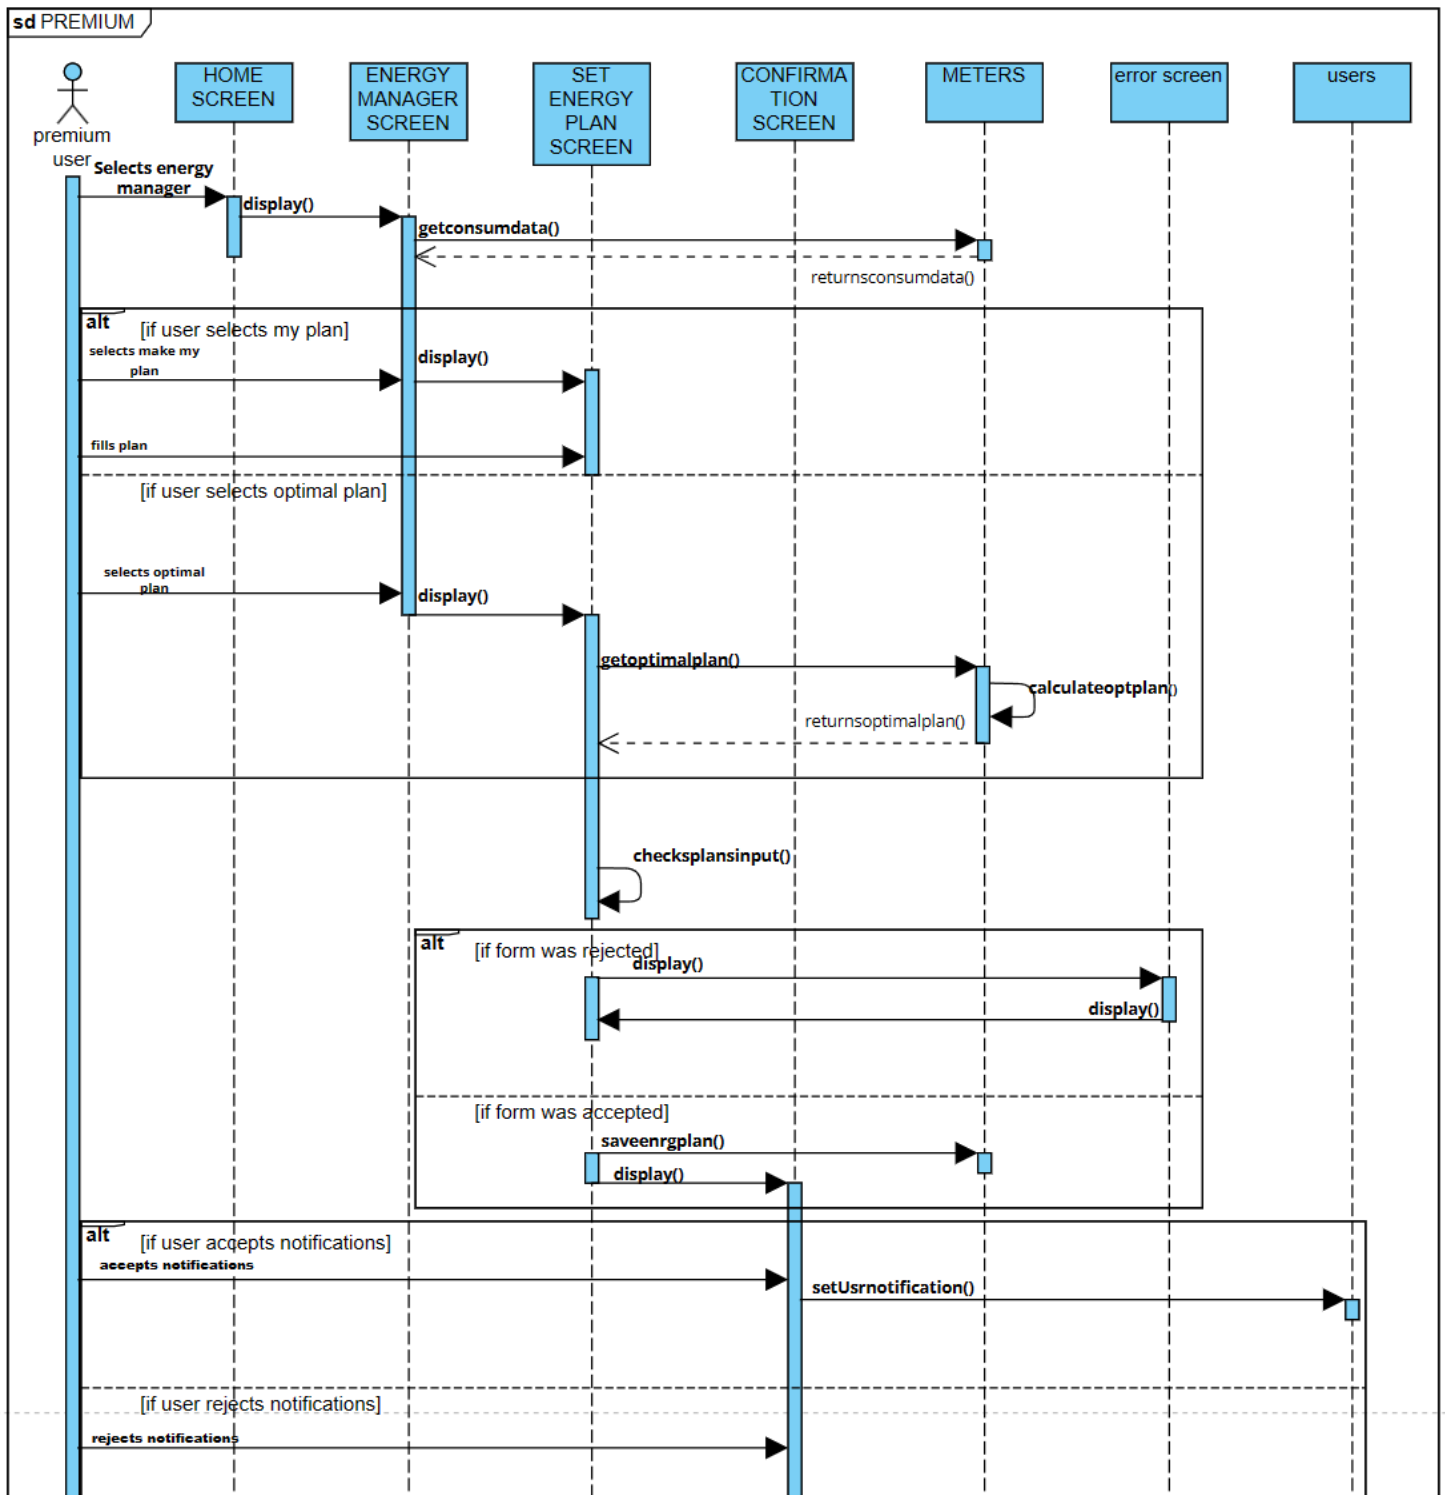 sd PREMIUM
premium
user
HOME
SCREEN
ENERGY
MANAGER
SCREEN
SET
ENERGY
PLAN
SCREEN
CONFIRMA
TION
SCREEN
METERS
error screen
users
Selects energy
manager
display()
getconsumdata()
returnsconsumdata()
alt
[if user selects my plan]
selects make my
plan
display()
fills plan
[if user selects optimal plan]
selects optimal
plan
display()
getoptimalplan()
calculateoptplan()
returnsoptimalplan()
checksplansinput()
alt
[if form was rejected]
display()
display()
[if form was accepted]
saveenrgplan()
display()
alt
[if user accepts notifications]
accepts notifications
setUsrnotification()
[if user rejects notifications]
rejects notifications